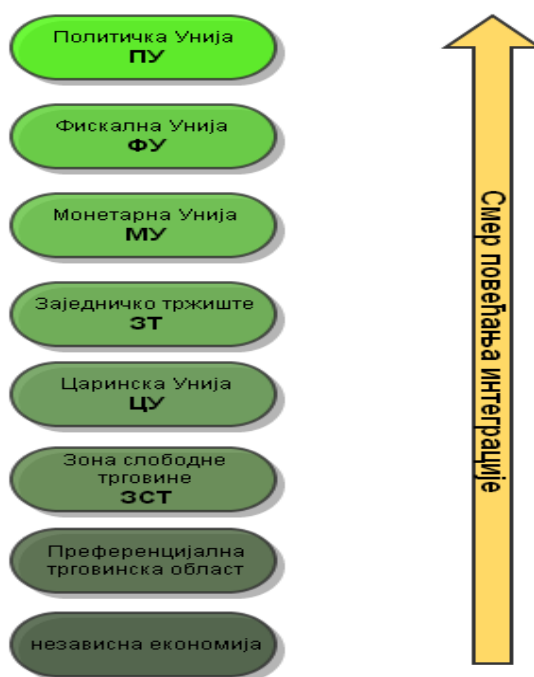 Политичка Унија
ПУ
Фискална Унија
ФУ
Монетарна Унија
МУ
Заједничко тржиште
ЗТ
Царинска Унија
ЦУ
Зона слободне
трговине
ЗСТ
Преференцијална
трговинска област
независна економија
Смер повећања интеграције